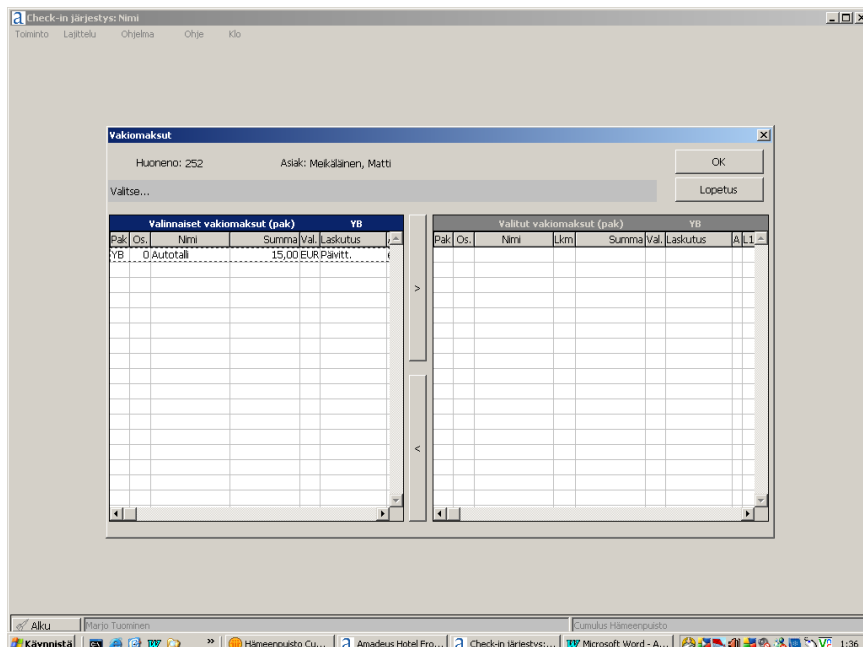 Check-in järjestys: Nimi
Toiminto Lajittelu Ohjelma Ohje Klo
Vakiomaksut
Huoneno: 252 Asiak: Meikäläinen, Matti OK
Valitse... Lopetus
Valinnaiset vakiomaksut (pak) YB Valitut vakiomaksut (pak) YB
Pak Os. Nimi Summa Val. Laskutus Pak Os. Nimi Lkm Summa Val. Laskutus A L1
YB 0 Autotalli 15,00 EUR Päivitt.
>
<
Alku Marjo Tuominen Cumulus Hämeenpuisto
Käynnistä » Hämeenpuisto Cu... Amadeus Hotel Fro... Check-in järjestys:... Microsoft Word - A... 1:36